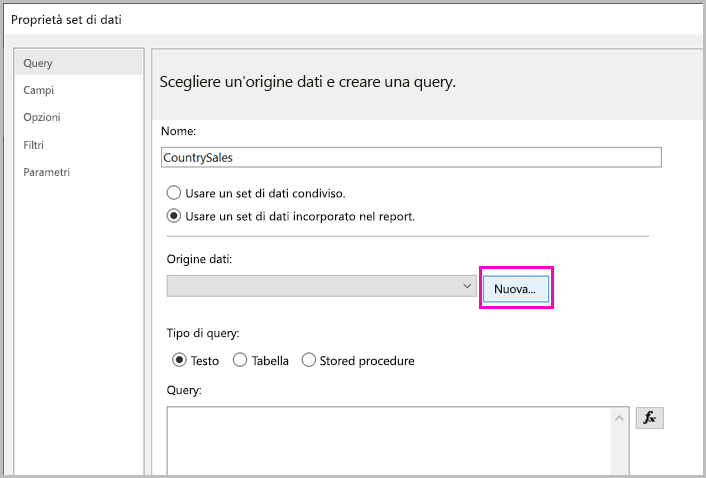 Proprietà set di dati
Query
Campi
Opzioni
Filtri
Parametri
Scegliere un'origine dati e creare una query.
Nome:
CountrySales
Usare un set di dati condiviso.
Usare un set di dati incorporato nel report.
Origine dati:
Nuova...
Tipo di query:
Testo Tabella Stored procedure
Query:
fx